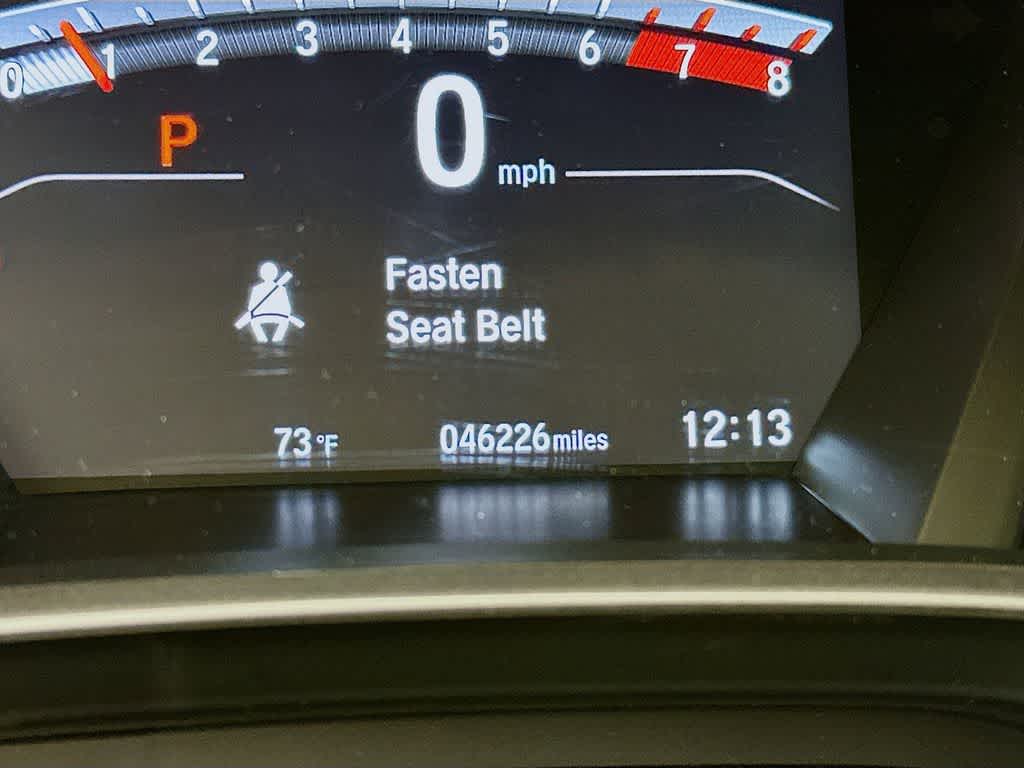 0 1 2 3 4 5 6 7 8
P
0 mph
Fasten
Seat Belt
73°F 046226miles 12:13